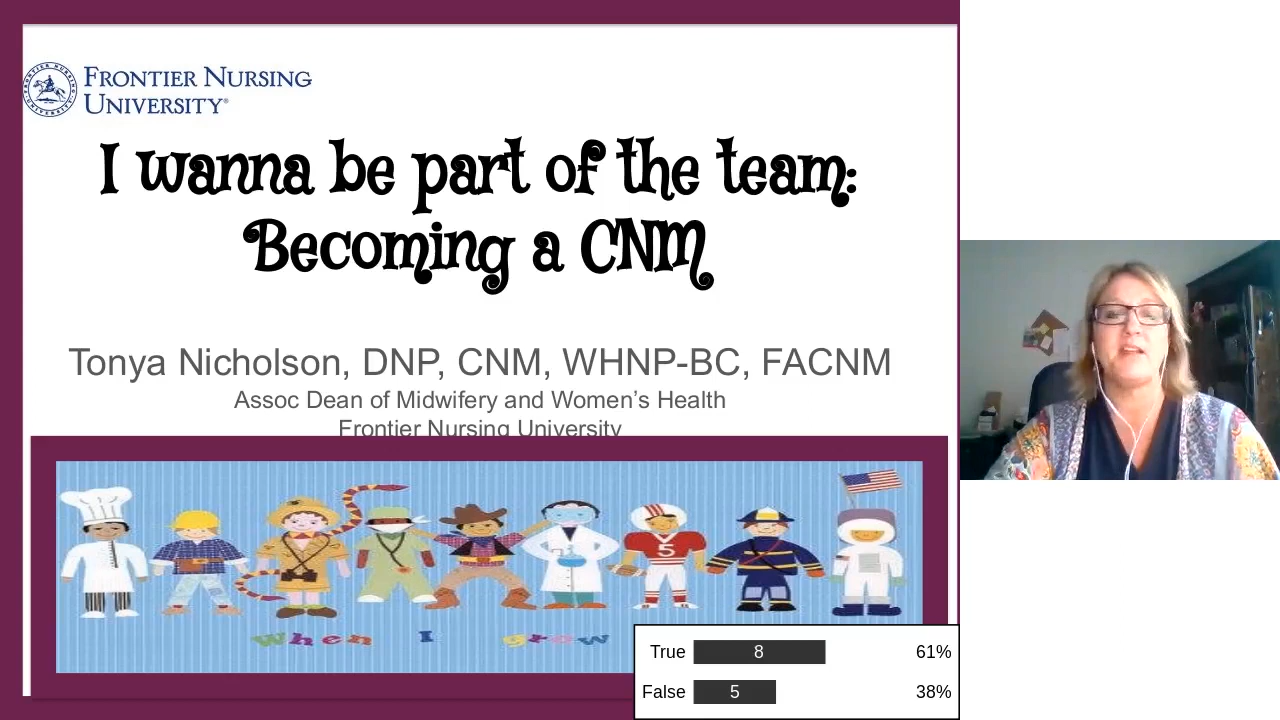 FRONTIER NURSING
UNIVERSITY®
I wanna be part of the team:
Becoming a CNM
Tonya Nicholson, DNP, CNM, WHNP-BC, FACNM
Assoc Dean of Midwifery and Women's Health
Frontier Nursing University
5
When I grow
True 8 61%
False 5 38%